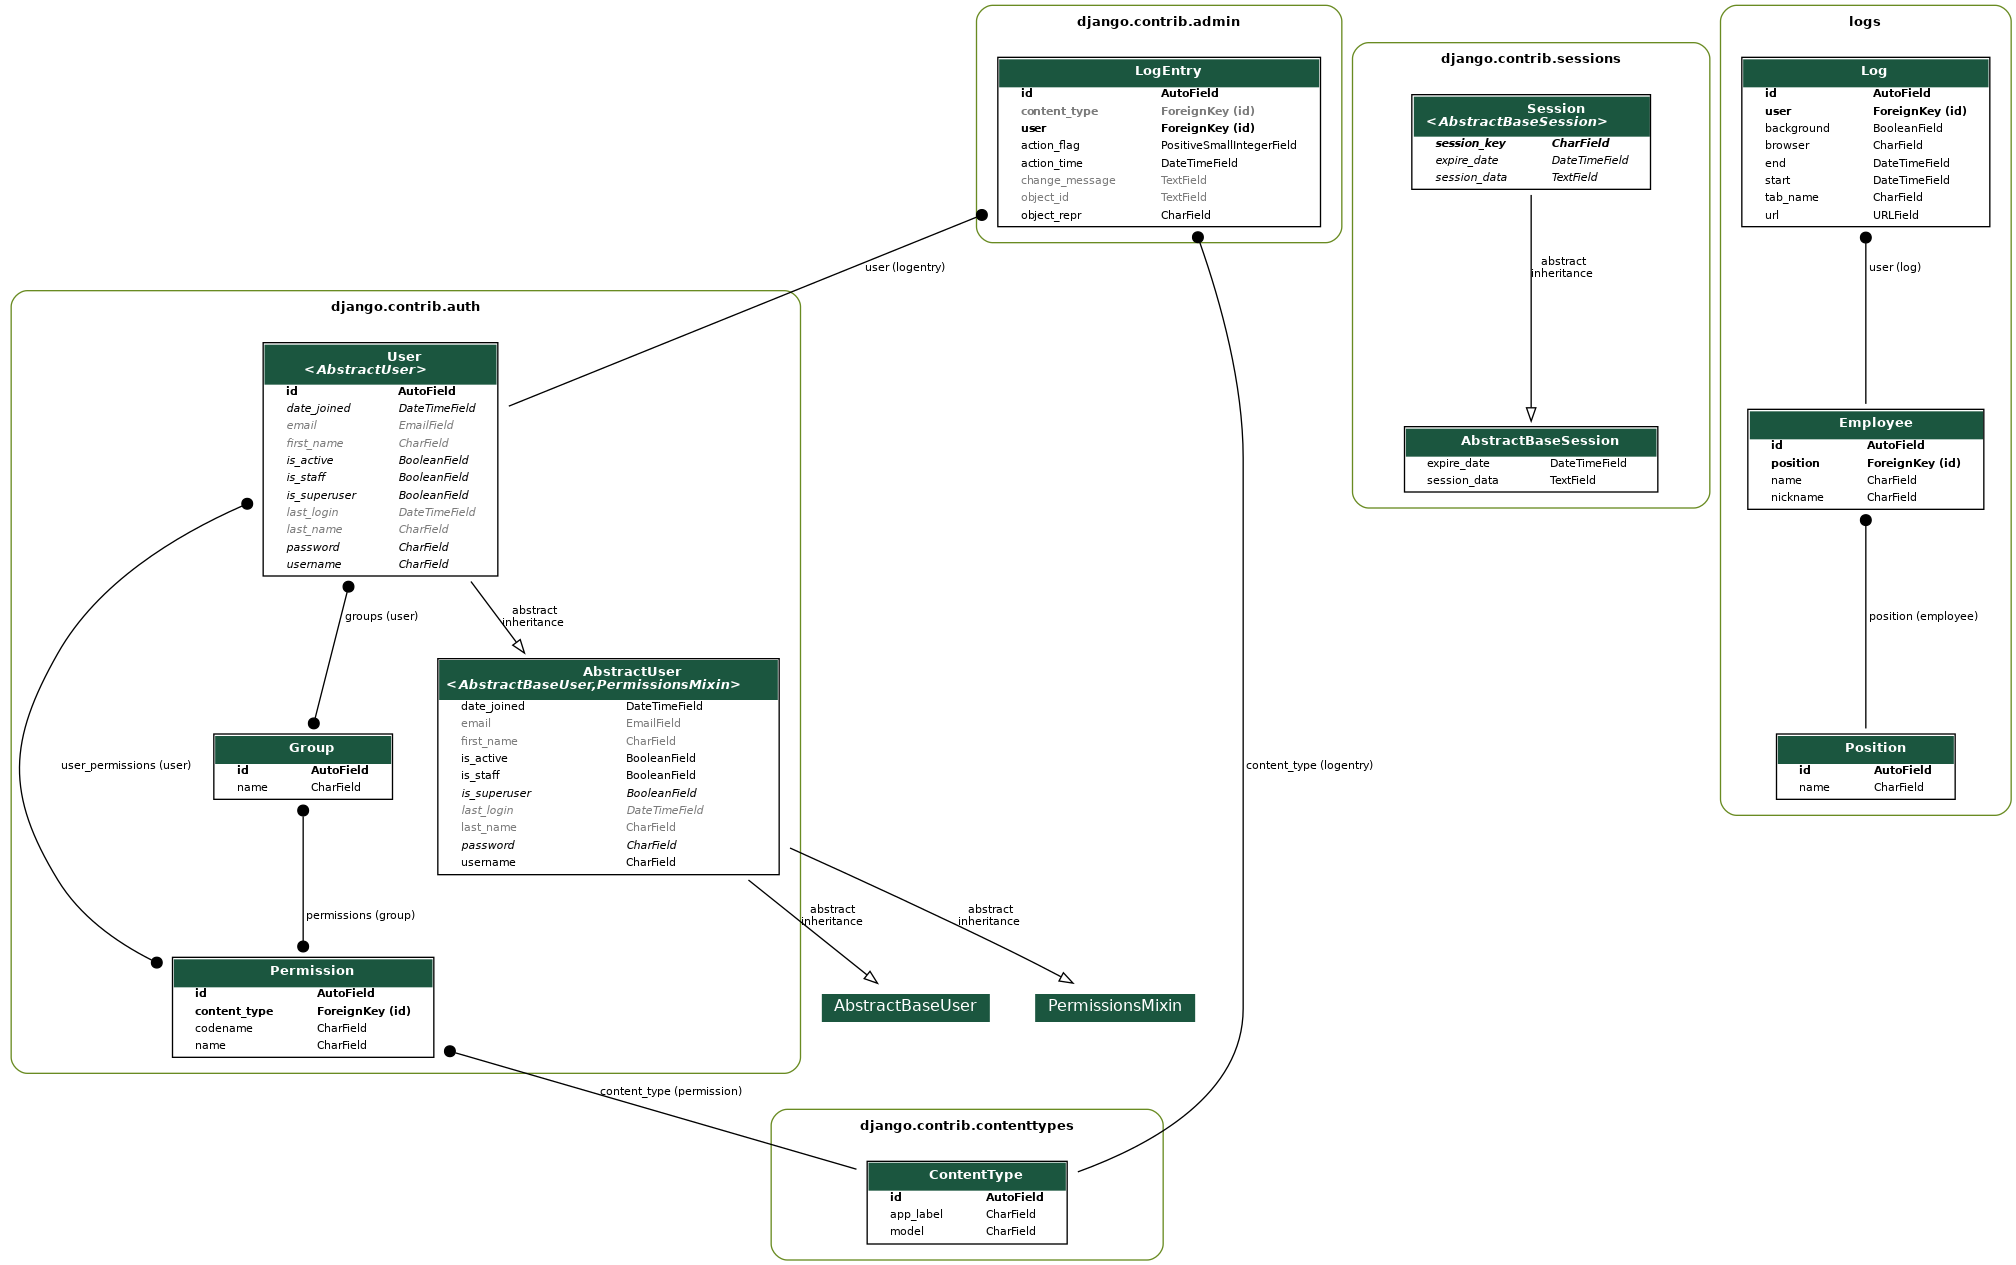 django.contrib.admin
LogEntry
id AutoField
content_type ForeignKey (id)
user ForeignKey (id)
action_flag PositiveSmallIntegerField
action_time DateTimeField
change_message TextField
object_id TextField
object_repr CharField
django.contrib.sessions
Session
<AbstractBaseSession>
session_key CharField
expire_date DateTimeField
session_data TextField
abstract
inheritance
AbstractBaseSession
expire_date DateTimeField
session_data TextField
logs
Log
id AutoField
user ForeignKey (id)
background BooleanField
browser CharField
end DateTimeField
start DateTimeField
tab_name CharField
url URLField
user (log)
Employee
id AutoField
position ForeignKey (id)
name CharField
nickname CharField
position (employee)
Position
id AutoField
name CharField
user (logentry)
django.contrib.auth
User
<AbstractUser>
id AutoField
date_joined DateTimeField
email EmailField
first_name CharField
is_active BooleanField
is_staff BooleanField
is_superuser BooleanField
last_login DateTimeField
last_name CharField
password CharField
username CharField
groups (user)
abstract
inheritance
AbstractUser
<AbstractBaseUser,PermissionsMixin>
date_joined DateTimeField
email EmailField
first_name CharField
is_active BooleanField
is_staff BooleanField
is_superuser BooleanField
last_login DateTimeField
last_name CharField
password CharField
username CharField
user_permissions (user)
Group
id AutoField
name CharField
permissions (group)
Permission
id AutoField
content_type ForeignKey (id)
codename CharField
name CharField
abstract
inheritance
abstract
inheritance
AbstractBaseUser
PermissionsMixin
content_type (logentry)
content_type (permission)
django.contrib.contenttypes
ContentType
id AutoField
app_label CharField
model CharField